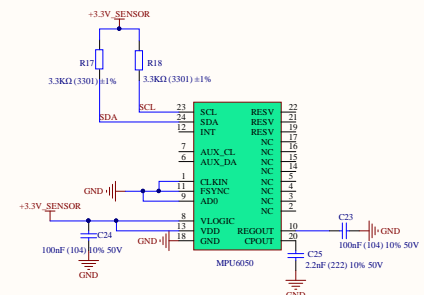 +3.3V_SENSOR
R17
R18
3.3KΩ (3301) ±1%
3.3KΩ (3301) ±1%
SCL
SDA
23 SCL RESV 22
24 SDA RESV 21
12 INT RESV 19
NC 17
7 AUX_CL NC 16
6 AUX_DA NC 15
NC 14
1 CLKIN NC 5
11 FSYNC NC 4
9 AD0 NC 3
NC 2
GND
+3.3V_SENSOR
8 VLOGIC
13 VDD REGOUT 10
18 GND CPOUT 20
GND
MPU6050
C24
100nF (104) 10% 50V
GND
C23
GND
100nF (104) 10% 50V
C25
2.2nF (222) 10% 50V
GND